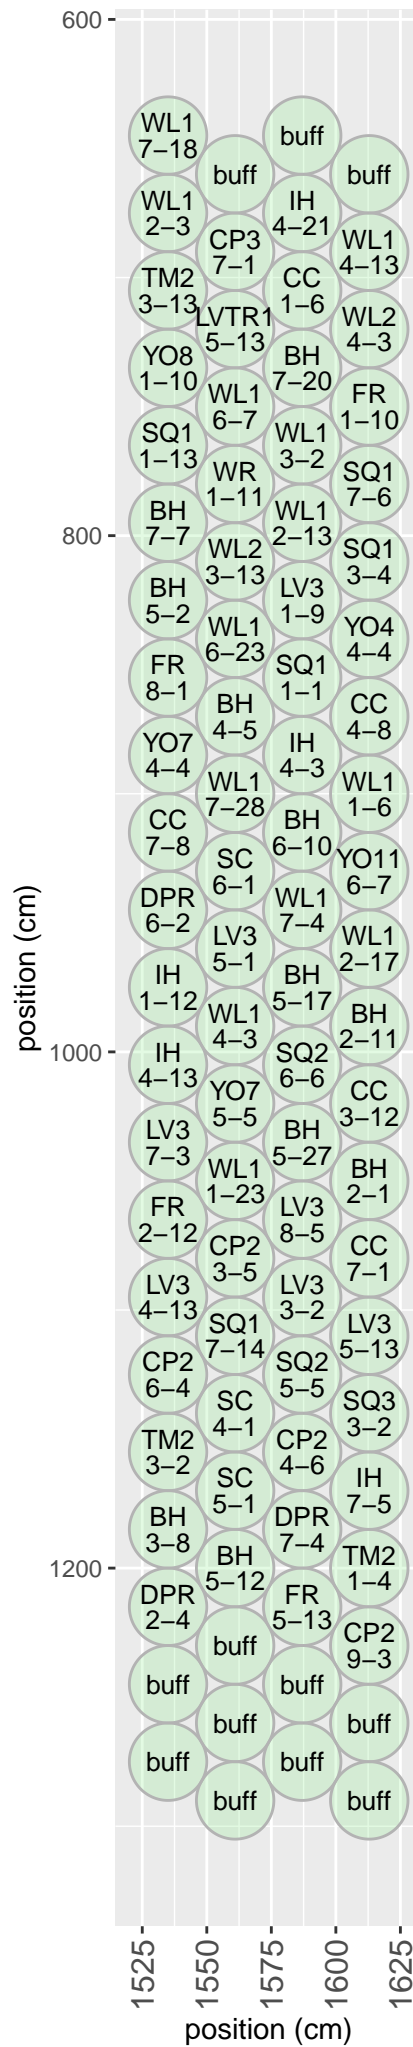 600
WL1
7−18
buff
buff
buff
WL1
2−3
IH
4−21
CP3
7−1
WL1
4−13
TM2
3−13
CC
1−6
LVTR1
5−13
WL2
4−3
YO8
1−10
BH
7−20
WL1
6−7
FR
1−10
SQ1
1−13
WL1
3−2
WR
1−11
SQ1
7−6
800
BH
7−7
WL1
2−13
WL2
3−13
SQ1
3−4
BH
5−2
LV3
1−9
WL1
6−23
YO4
4−4
FR
8−1
SQ1
1−1
BH
4−5
CC
4−8
YO7
4−4
IH
4−3
WL1
7−28
WL1
1−6
CC
7−8
BH
6−10
SC
6−1
YO11
6−7
DPR
6−2
WL1
7−4
LV3
5−1
WL1
2−17
position (cm)
IH
1−12
BH
5−17
WL1
4−3
BH
2−11
1000
IH
4−13
SQ2
6−6
YO7
5−5
CC
3−12
LV3
7−3
BH
5−27
WL1
1−23
BH
2−1
FR
2−12
LV3
8−5
CP2
3−5
CC
7−1
LV3
4−13
LV3
3−2
SQ1
7−14
LV3
5−13
CP2
6−4
SQ2
5−5
SC
4−1
SQ3
3−2
TM2
3−2
CP2
4−6
SC
5−1
IH
7−5
BH
3−8
DPR
7−4
BH
5−12
TM2
1−4
1200
DPR
2−4
FR
5−13
buff
CP2
9−3
buff
buff
buff
buff
buff
buff
buff
buff
1525
1550
1575
1600
1625
position (cm)